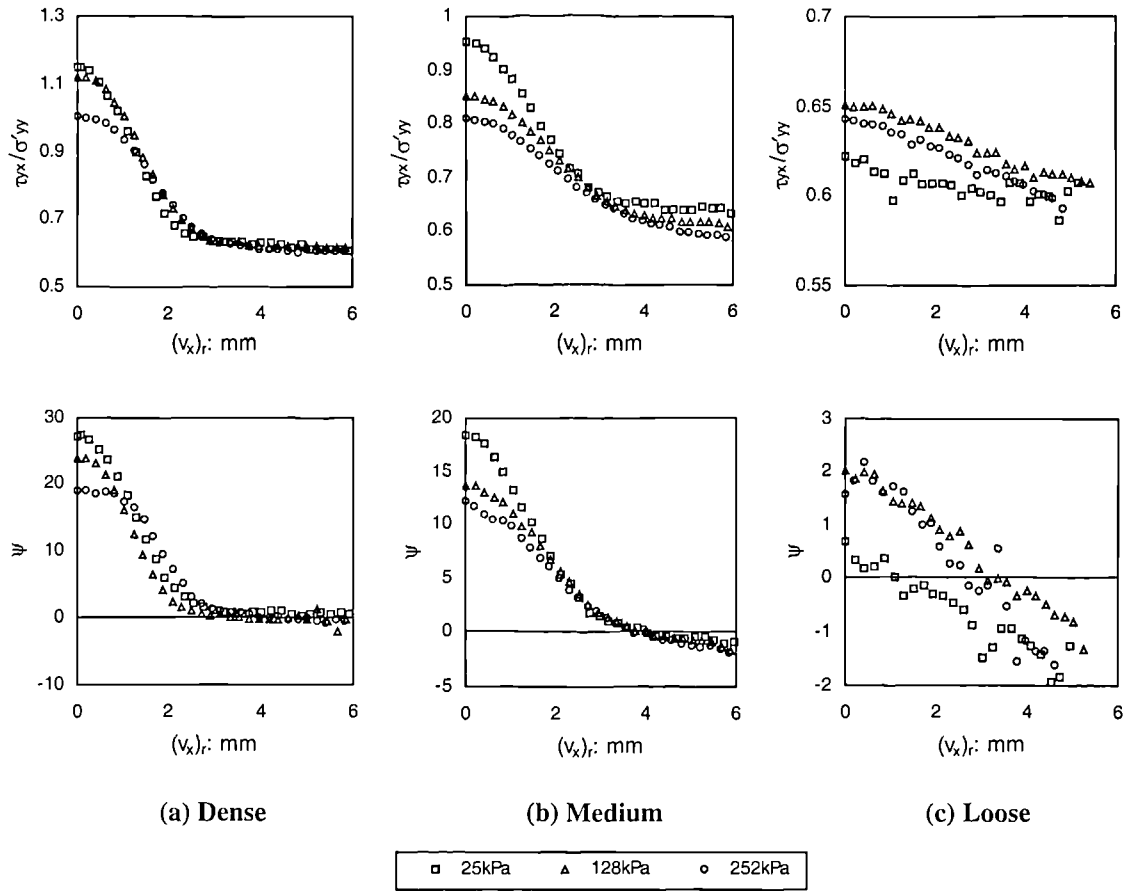 1.3
1.1
0.9
0.7
0.5
τyx/σ'yy
0 2 4 6
(vx)r: mm
1
0.9
0.8
0.7
0.6
0.5
τyx/σ'yy
0 2 4 6
(vx)r: mm
0.7
0.65
0.6
0.55
τyx/σ'yy
0 2 4 6
(vx)r: mm
30
20
10
0
-10
ψ
0 2 4 6
(vx)r: mm
20
15
10
5
0
-5
ψ
0 2 4 6
(vx)r: mm
3
2
1
0
-1
-2
ψ
0 2 4 6
(vx)r: mm
(a) Dense
(b) Medium
(c) Loose
25kPa 128kPa 252kPa